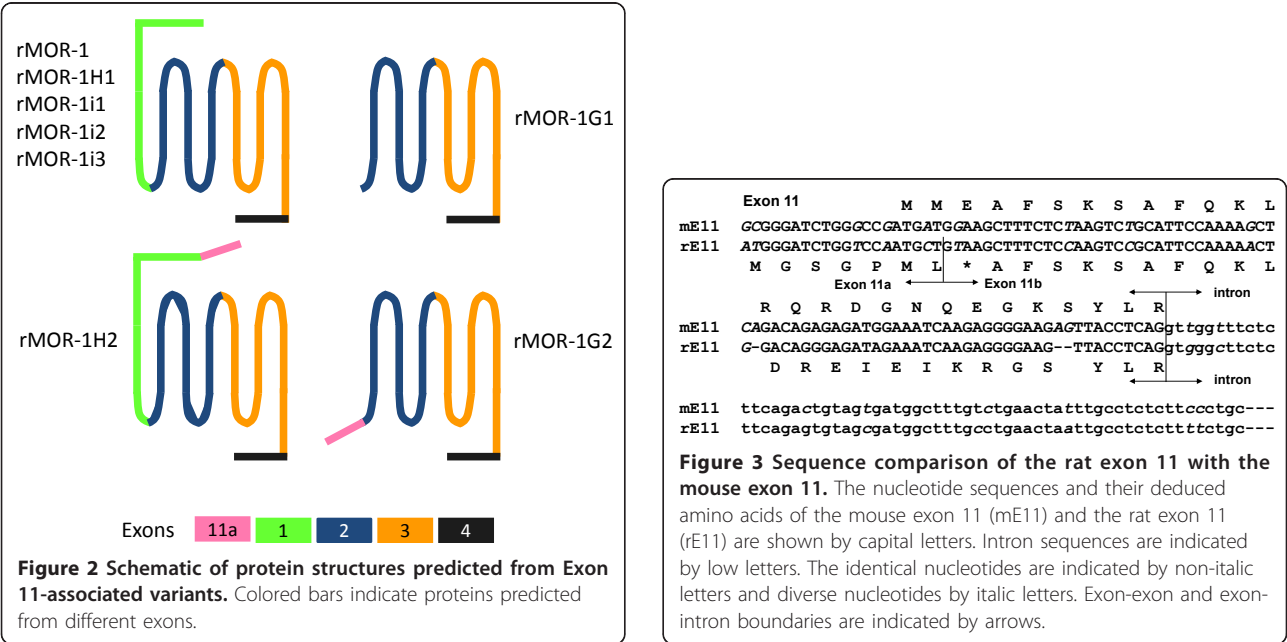 rMOR-1
rMOR-1H1
rMOR-1i1
rMOR-1i2
rMOR-1i3
rMOR-1G1
rMOR-1H2
rMOR-1G2
Exons 11a 1 2 3 4
Figure 2 Schematic of protein structures predicted from Exon
11-associated variants. Colored bars indicate proteins predicted
from different exons.
Exon 11 M M E A F S K S A F Q K L
mE11 GCGGGATCTGGGCCGATGATGGAAGCTTTCTCTAAGTCTGCATTCCAAAAGCT
rE11 ATGGGATCTGGTCCAATGCTGTAAGCTTTCTCCAAGTCCGCATTCCAAAAACT
M G S G P M L * A F S K S A F Q K L
Exon 11a Exon 11b
R Q R D G N Q E G K S Y L R intron
mE11 CAGACAGAGAGATGGAAATCAAGAGGGGAAGAGTTACCTCAGgttggtttctc
rE11 G-GACAGGGAGATAGAAATCAAGAGGGGAAG--TTACCTCAGgtgggcttctc
D R E I E I K R G S Y L R
intron
mE11 ttcagactgtagtgatggctttgtctgaactatttgcctctcttccctgc---
rE11 ttcagagtgtagcgatggctttgcctgaactaattgcctctctttttctgc---
Figure 3 Sequence comparison of the rat exon 11 with the
mouse exon 11. The nucleotide sequences and their deduced
amino acids of the mouse exon 11 (mE11) and the rat exon 11
(rE11) are shown by capital letters. Intron sequences are indicated
by low letters. The identical nucleotides are indicated by non-italic
letters and diverse nucleotides by italic letters. Exon-exon and exon-
intron boundaries are indicated by arrows.